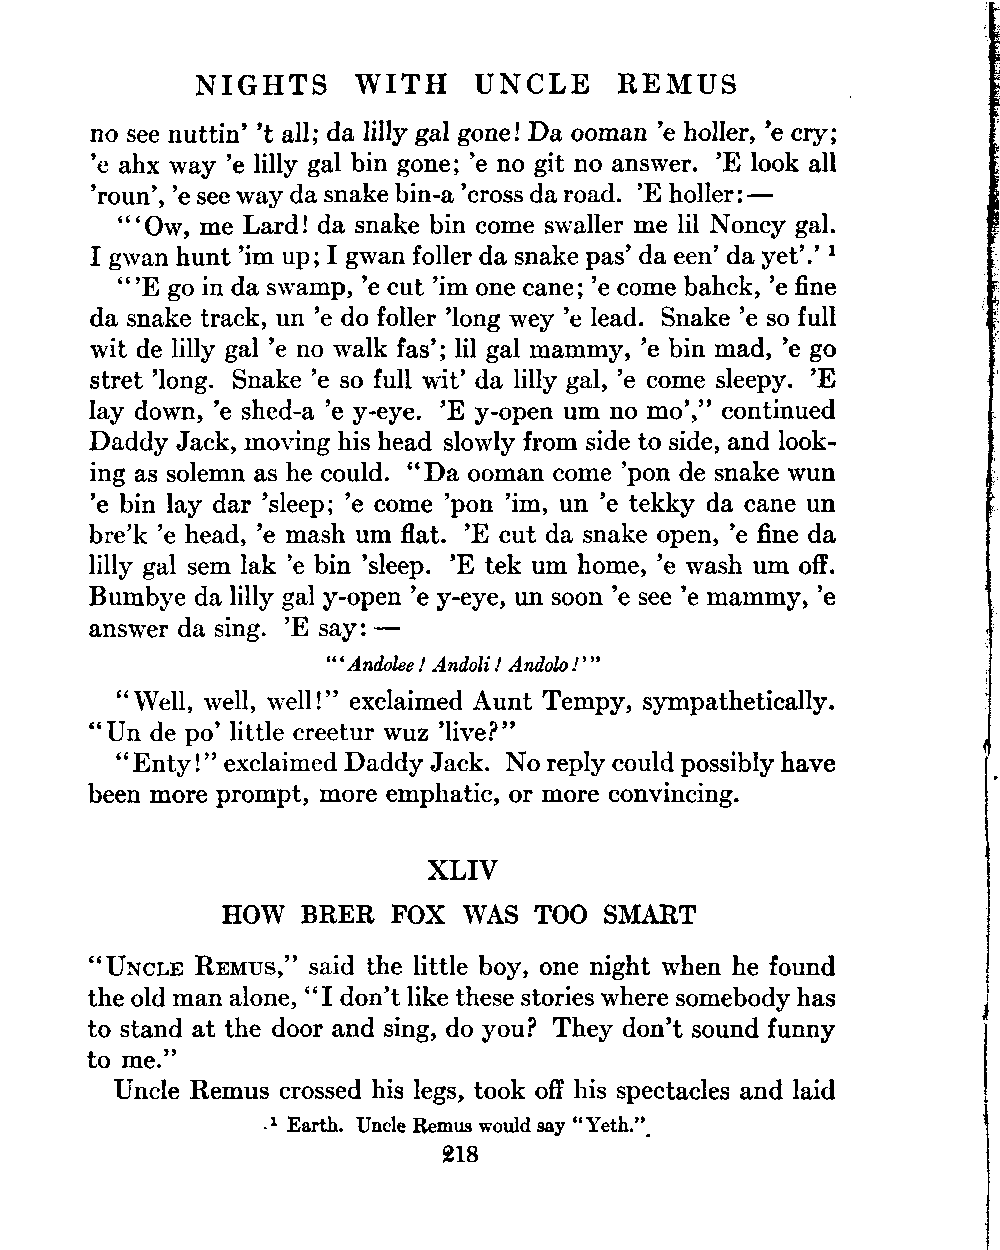 NIGHTS WITH UNCLE REMUS
no see nuttin' 't all; da lilly gal gone! Da ooman 'e holler, 'e cry;
'e ahx way 'e lilly gal bin gone; 'e no git no answer. 'E look all
'roun', 'e see way da snake bin-a 'cross da road. 'E holler:—
"'Ow, me Lard! da snake bin come swaller me lil Noncy gal.
I gwan hunt 'im up; I gwan foller da snake pas' da een' da yet'.' ¹
"'E go in da swamp, 'e cut 'im one cane; 'e come bahck, 'e fine
da snake track, un 'e do foller 'long wey 'e lead. Snake 'e so full
wit de lilly gal 'e no walk fas'; lil gal mammy, 'e bin mad, 'e go
stret 'long. Snake 'e so full wit' da lilly gal, 'e come sleepy. 'E
lay down, 'e shed-a 'e y-eye. 'E y-open um no mo'," continued
Daddy Jack, moving his head slowly from side to side, and look-
ing as solemn as he could. "Da ooman come 'pon de snake wun
'e bin lay dar 'sleep; 'e come 'pon 'im, un 'e tekky da cane un
bre'k 'e head, 'e mash um flat. 'E cut da snake open, 'e fine da
lilly gal sem lak 'e bin 'sleep. 'E tek um home, 'e wash um off.
Bumbye da lilly gal y-open 'e y-eye, un soon 'e see 'e mammy, 'e
answer da sing. 'E say: —
"'Andolee! Andoli! Andolo!'"
"Well, well, well!" exclaimed Aunt Tempy, sympathetically.
"Un de po' little creetur wuz 'live?"
"Enty!" exclaimed Daddy Jack. No reply could possibly have
been more prompt, more emphatic, or more convincing.
XLIV
HOW BRER FOX WAS TOO SMART
"UNCLE REMUS," said the little boy, one night when he found
the old man alone, "I don't like these stories where somebody has
to stand at the door and sing, do you? They don't sound funny
to me."
Uncle Remus crossed his legs, took off his spectacles and laid
¹ Earth. Uncle Remus would say "Yeth."
218